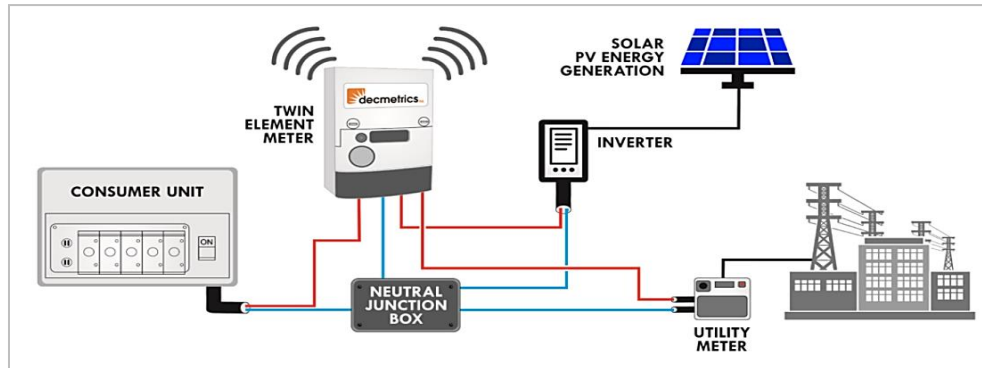 SOLAR
PV ENERGY
GENERATION
decmetrics
TWIN
ELEMENT
METER
INVERTER
CONSUMER UNIT
ON
NEUTRAL
JUNCTION
BOX
UTILITY
METER